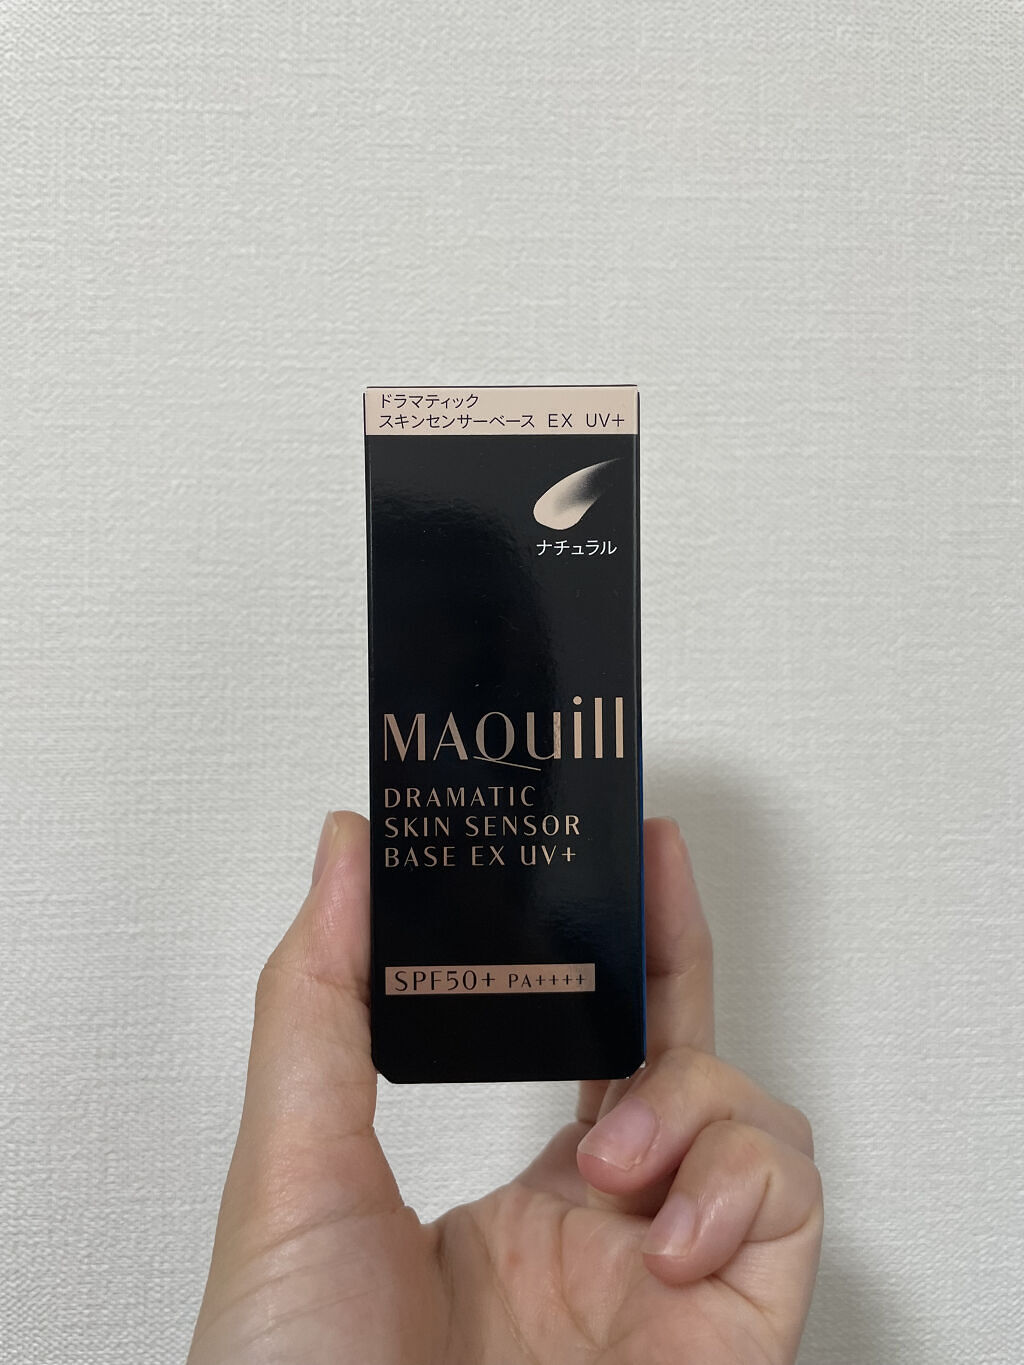 ドラマティック
スキンセンサーベース EX UV+
ナチュラル
MAQuill
DRAMATIC
SKIN SENSOR
BASE EX UV+
SPF50+ PA++++